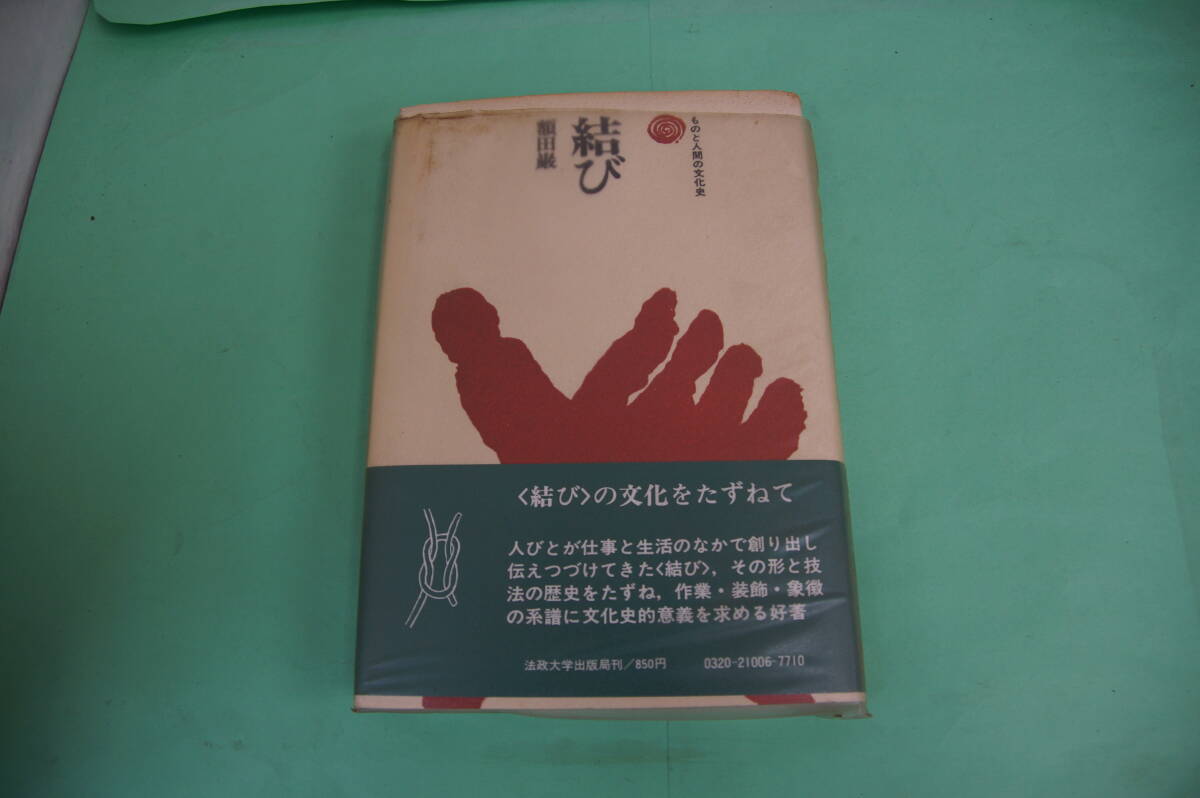 ものと人間の文化史
結び
額田巌
〈結び〉の文化をたずねて
人びとが仕事と生活のなかで創り出し
伝えつづけてきた〈結び〉，その形と技
法の歴史をたずね，作業・装飾・象徴
の系譜に文化史的意義を求める好著
法政大学出版局刊／850円 0320-21006-7710